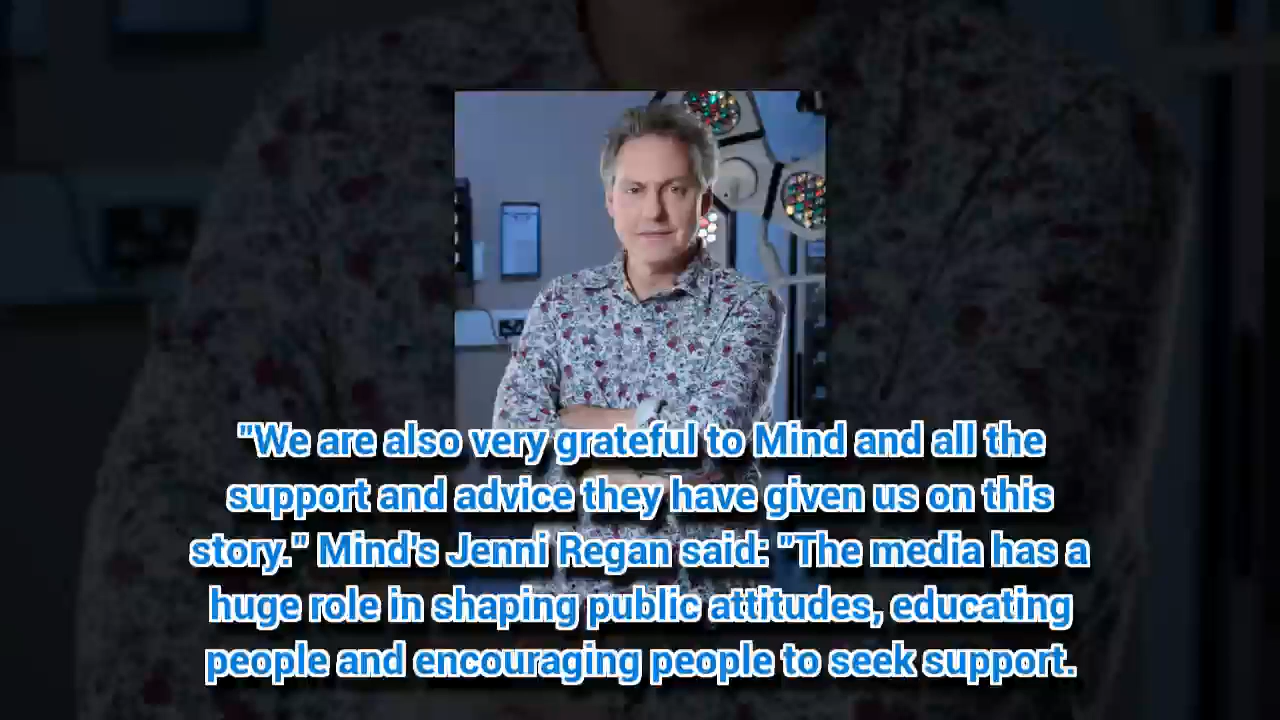 "We are also very grateful to Mind and all the
support and advice they have given us on this
story." Mind's Jenni Regan said: "The media has a
huge role in shaping public attitudes, educating
people and encouraging people to seek support.